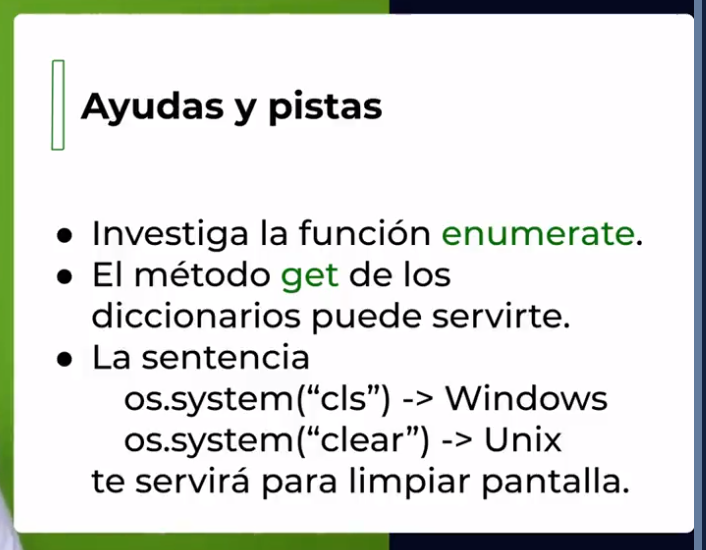 Ayudas y pistas
● Investiga la función enumerate.
● El método get de los
diccionarios puede servirte.
● La sentencia
os.system(“cls”) -> Windows
os.system(“clear”) -> Unix
te servirá para limpiar pantalla.